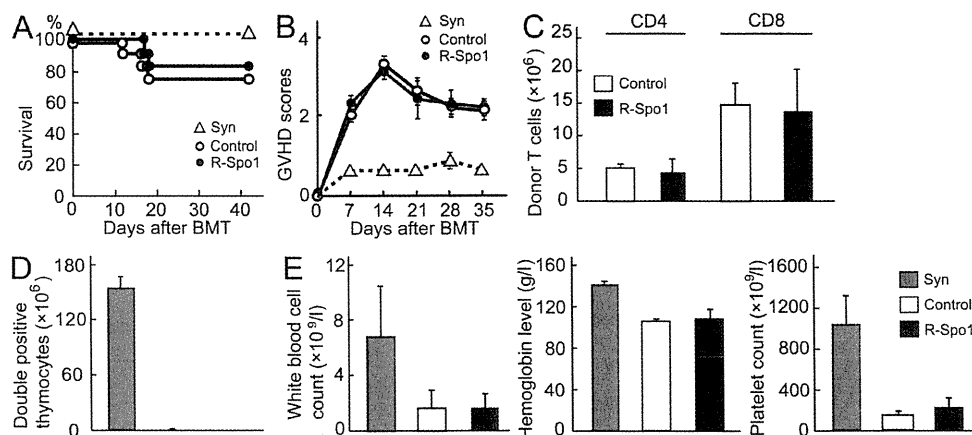 A
%
100
80
60
40
20
0
Survival
Syn
Control
R-Spo1
0 10 20 30 40
Days after BMT
B
4
2
0
GVHD scores
Syn
Control
R-Spo1
0 7 14 21 28 35
Days after BMT
C
CD4 CD8
25
20
15
10
5
0
Donor T cells (×10⁶)
Control
R-Spo1
D
180
120
60
0
Double positive
thymocytes (×10⁶)
E
12
8
4
0
White blood cell
count (×10⁹/l)
160
120
80
40
0
Hemoglobin level (g/l)
1600
1200
800
400
0
Platelet count (×10⁹/l)
Syn
Control
R-Spo1